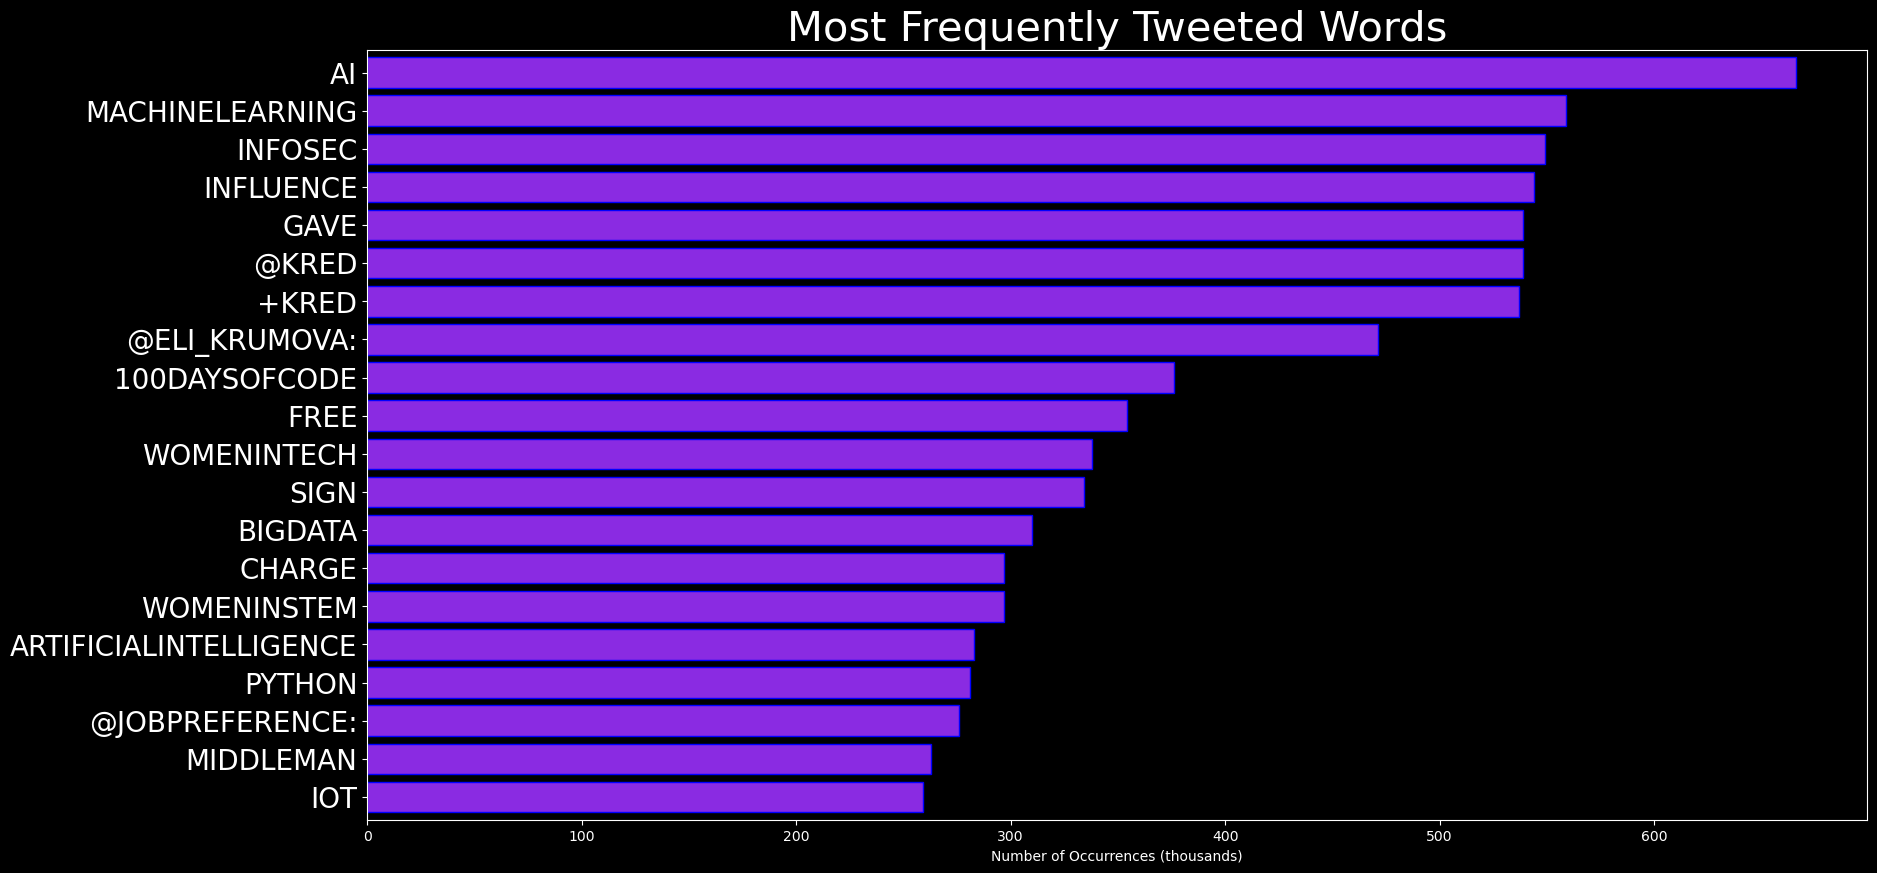 Most Frequently Tweeted Words
AI
MACHINELEARNING
INFOSEC
INFLUENCE
GAVE
@KRED
+KRED
@ELI_KRUMOVA:
100DAYSOFCODE
FREE
WOMENINTECH
SIGN
BIGDATA
CHARGE
WOMENINSTEM
ARTIFICIALINTELLIGENCE
PYTHON
@JOBPREFERENCE:
MIDDLEMAN
IOT
0 100 200 300 400 500 600
Number of Occurrences (thousands)